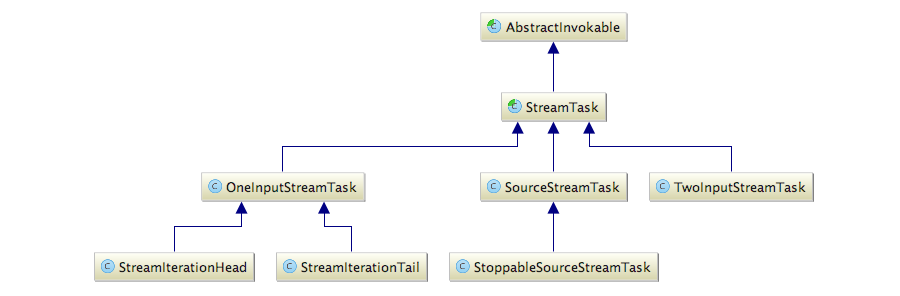 AbstractInvokable
StreamTask
OneInputStreamTask
SourceStreamTask
TwoInputStreamTask
StreamIterationHead
StreamIterationTail
StoppableSourceStreamTask